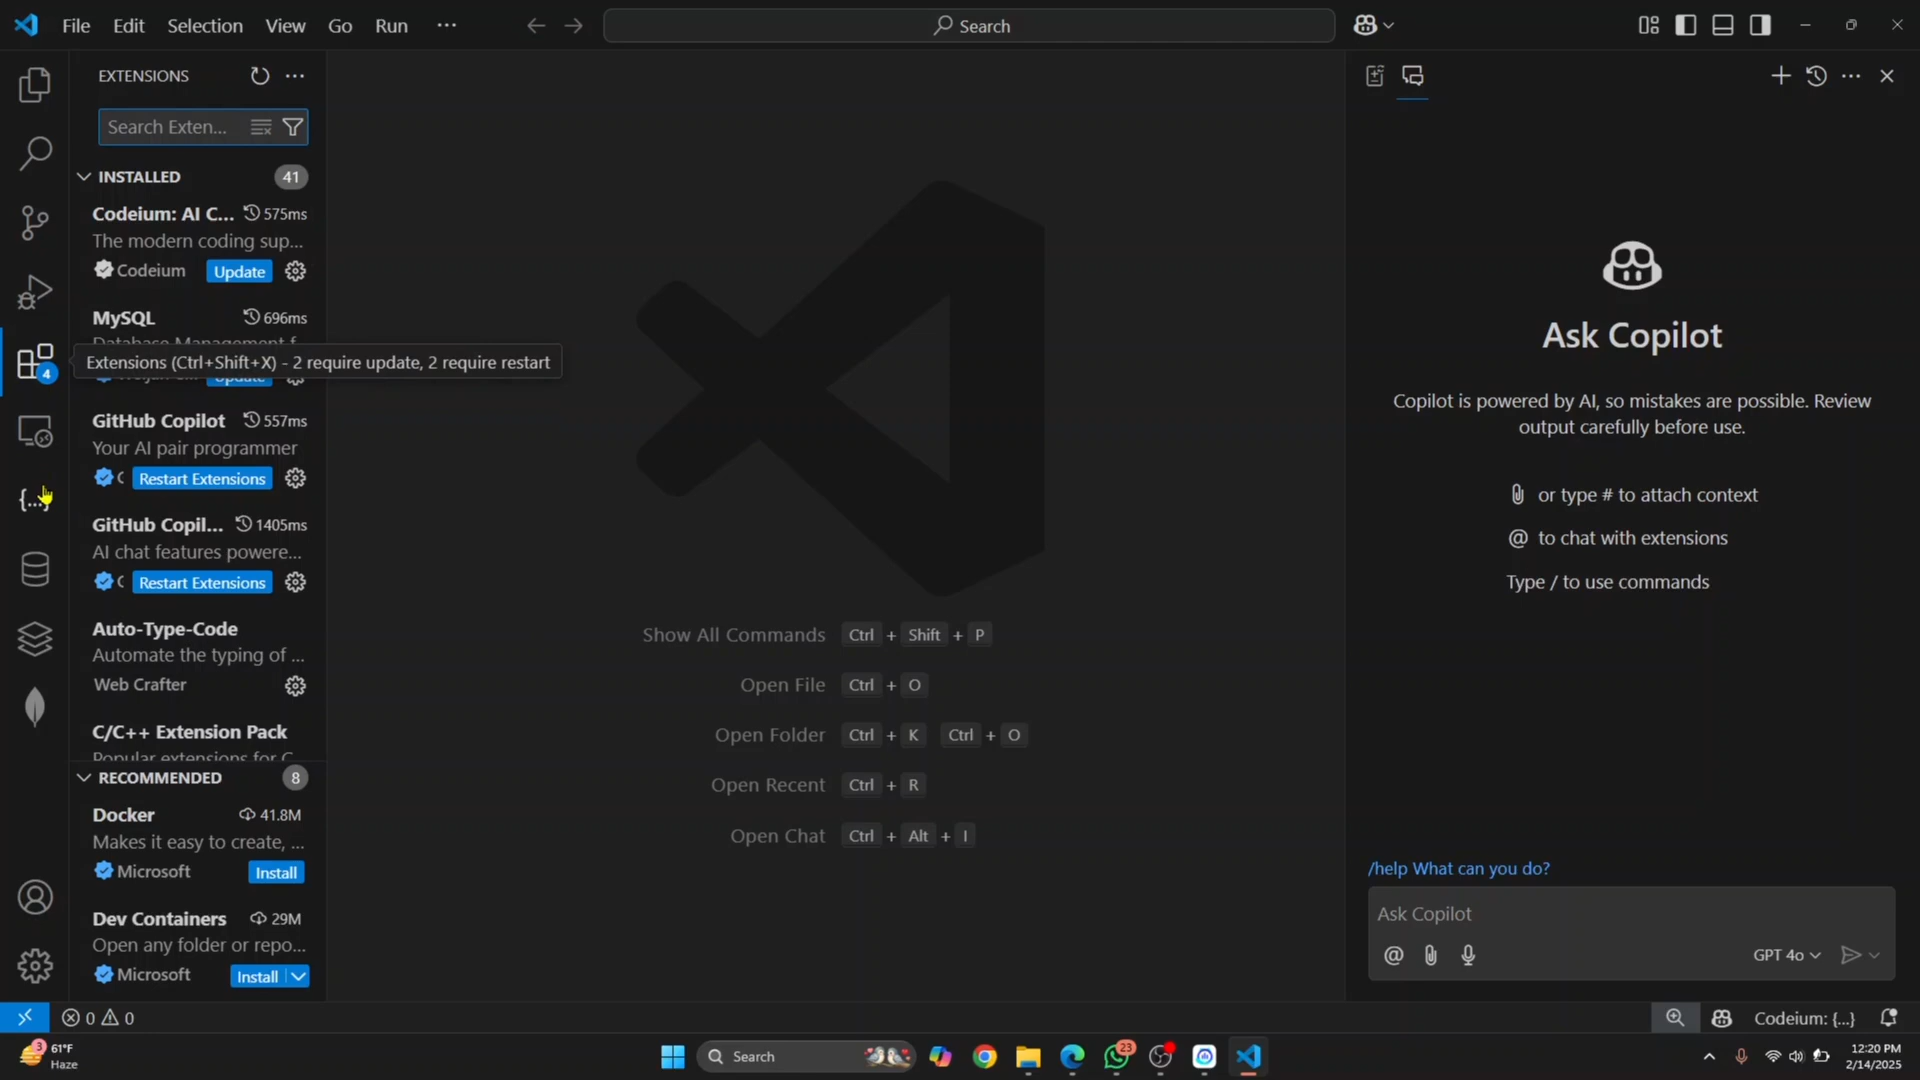 File Edit Selection View Go Run ···
Search
EXTENSIONS
Search Exten...
INSTALLED 41
Codeium: AI C... 575ms
The modern coding sup...
Codeium Update
MySQL 696ms
Extensions (Ctrl+Shift+X) - 2 require update, 2 require restart
4
GitHub Copilot 557ms
Your AI pair programmer
Restart Extensions
GitHub Copil... 1405ms
AI chat features powere...
Restart Extensions
Auto-Type-Code
Automate the typing of ...
Web Crafter
C/C++ Extension Pack
Popular extensions for C
RECOMMENDED 8
Docker 41.8M
Makes it easy to create, ...
Microsoft Install
Dev Containers 29M
Open any folder or repo...
Microsoft Install
Show All Commands Ctrl + Shift + P
Open File Ctrl + O
Open Folder Ctrl + K Ctrl + O
Open Recent Ctrl + R
Open Chat Ctrl + Alt + I
Ask Copilot
Copilot is powered by AI, so mistakes are possible. Review
output carefully before use.
or type # to attach context
@ to chat with extensions
Type / to use commands
/help What can you do?
Ask Copilot
@ GPT 4o
0 0
Codeium: {...}
3
61°F
Haze
Search
23
12:20 PM
2/14/2025